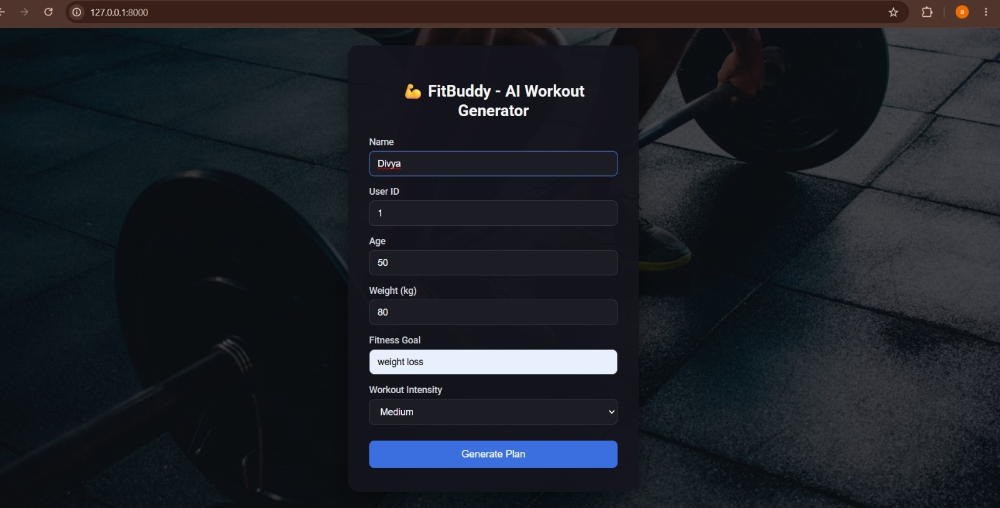 127.0.0.1:8000
a
💪 FitBuddy - AI Workout
Generator
Name
Divya
User ID
1
Age
50
Weight (kg)
80
Fitness Goal
weight loss
Workout Intensity
Medium
Generate Plan